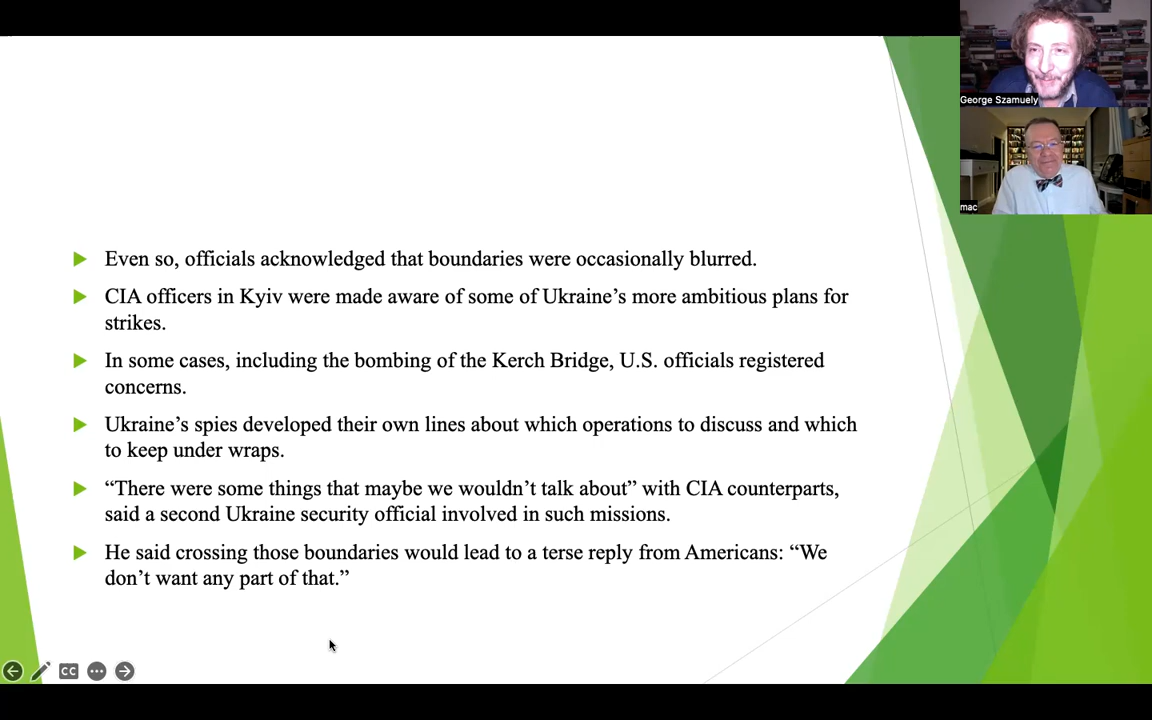 George Szamuely
mac
Even so, officials acknowledged that boundaries were occasionally blurred.
CIA officers in Kyiv were made aware of some of Ukraine’s more ambitious plans for
strikes.
In some cases, including the bombing of the Kerch Bridge, U.S. officials registered
concerns.
Ukraine’s spies developed their own lines about which operations to discuss and which
to keep under wraps.
“There were some things that maybe we wouldn’t talk about” with CIA counterparts,
said a second Ukraine security official involved in such missions.
He said crossing those boundaries would lead to a terse reply from Americans: “We
don’t want any part of that.”
CC